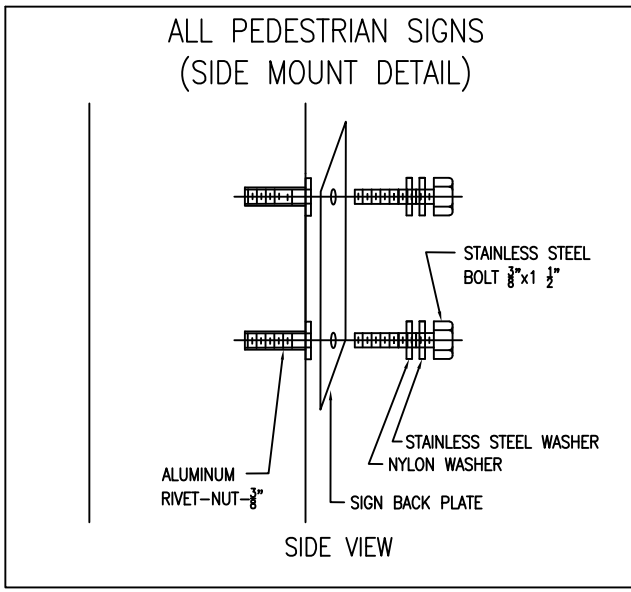 ALL PEDESTRIAN SIGNS
(SIDE MOUNT DETAIL)
STAINLESS STEEL
BOLT 3/8"x1 1/2"
STAINLESS STEEL WASHER
NYLON WASHER
ALUMINUM
RIVET-NUT-3/8"
SIGN BACK PLATE
SIDE VIEW